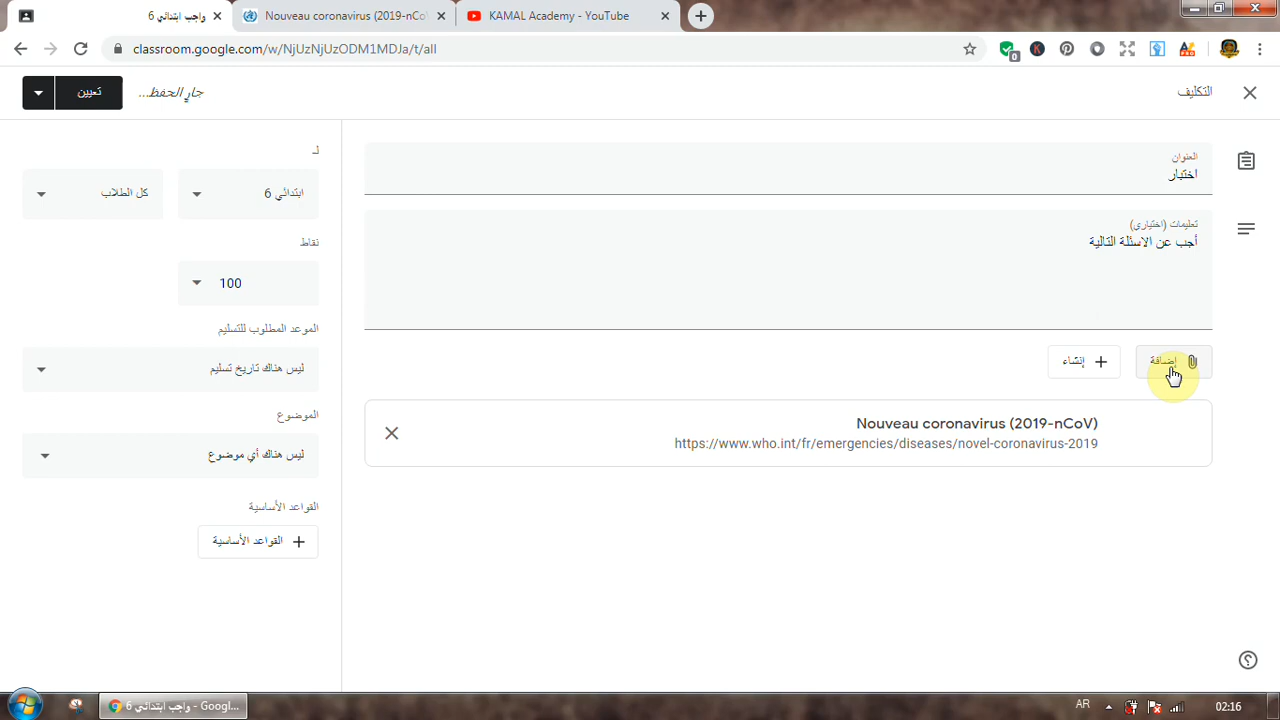 واجب ابتدائي 6
Nouveau coronavirus (2019-nCoV
KAMAL Academy - YouTube
classroom.google.com/w/NjUzNjUzODM1MDJa/t/all
0
التكليف
جارٍ الحفظ...
تعيين
العنوان
اختبار
تعليمات (اختياري)
أجب عن الاسئلة التالية
إضافة
إنشاء
Nouveau coronavirus (2019-nCoV)
https://www.who.int/fr/emergencies/diseases/novel-coronavirus-2019
لـ
ابتدائي 6
كل الطلاب
نقاط
100
الموعد المطلوب للتسليم
ليس هناك تاريخ تسليم
الموضوع
ليس هناك أي موضوع
القواعد الأساسية
القواعد الأساسية
واجب ابتدائي 6 - Googl...
AR
02:16